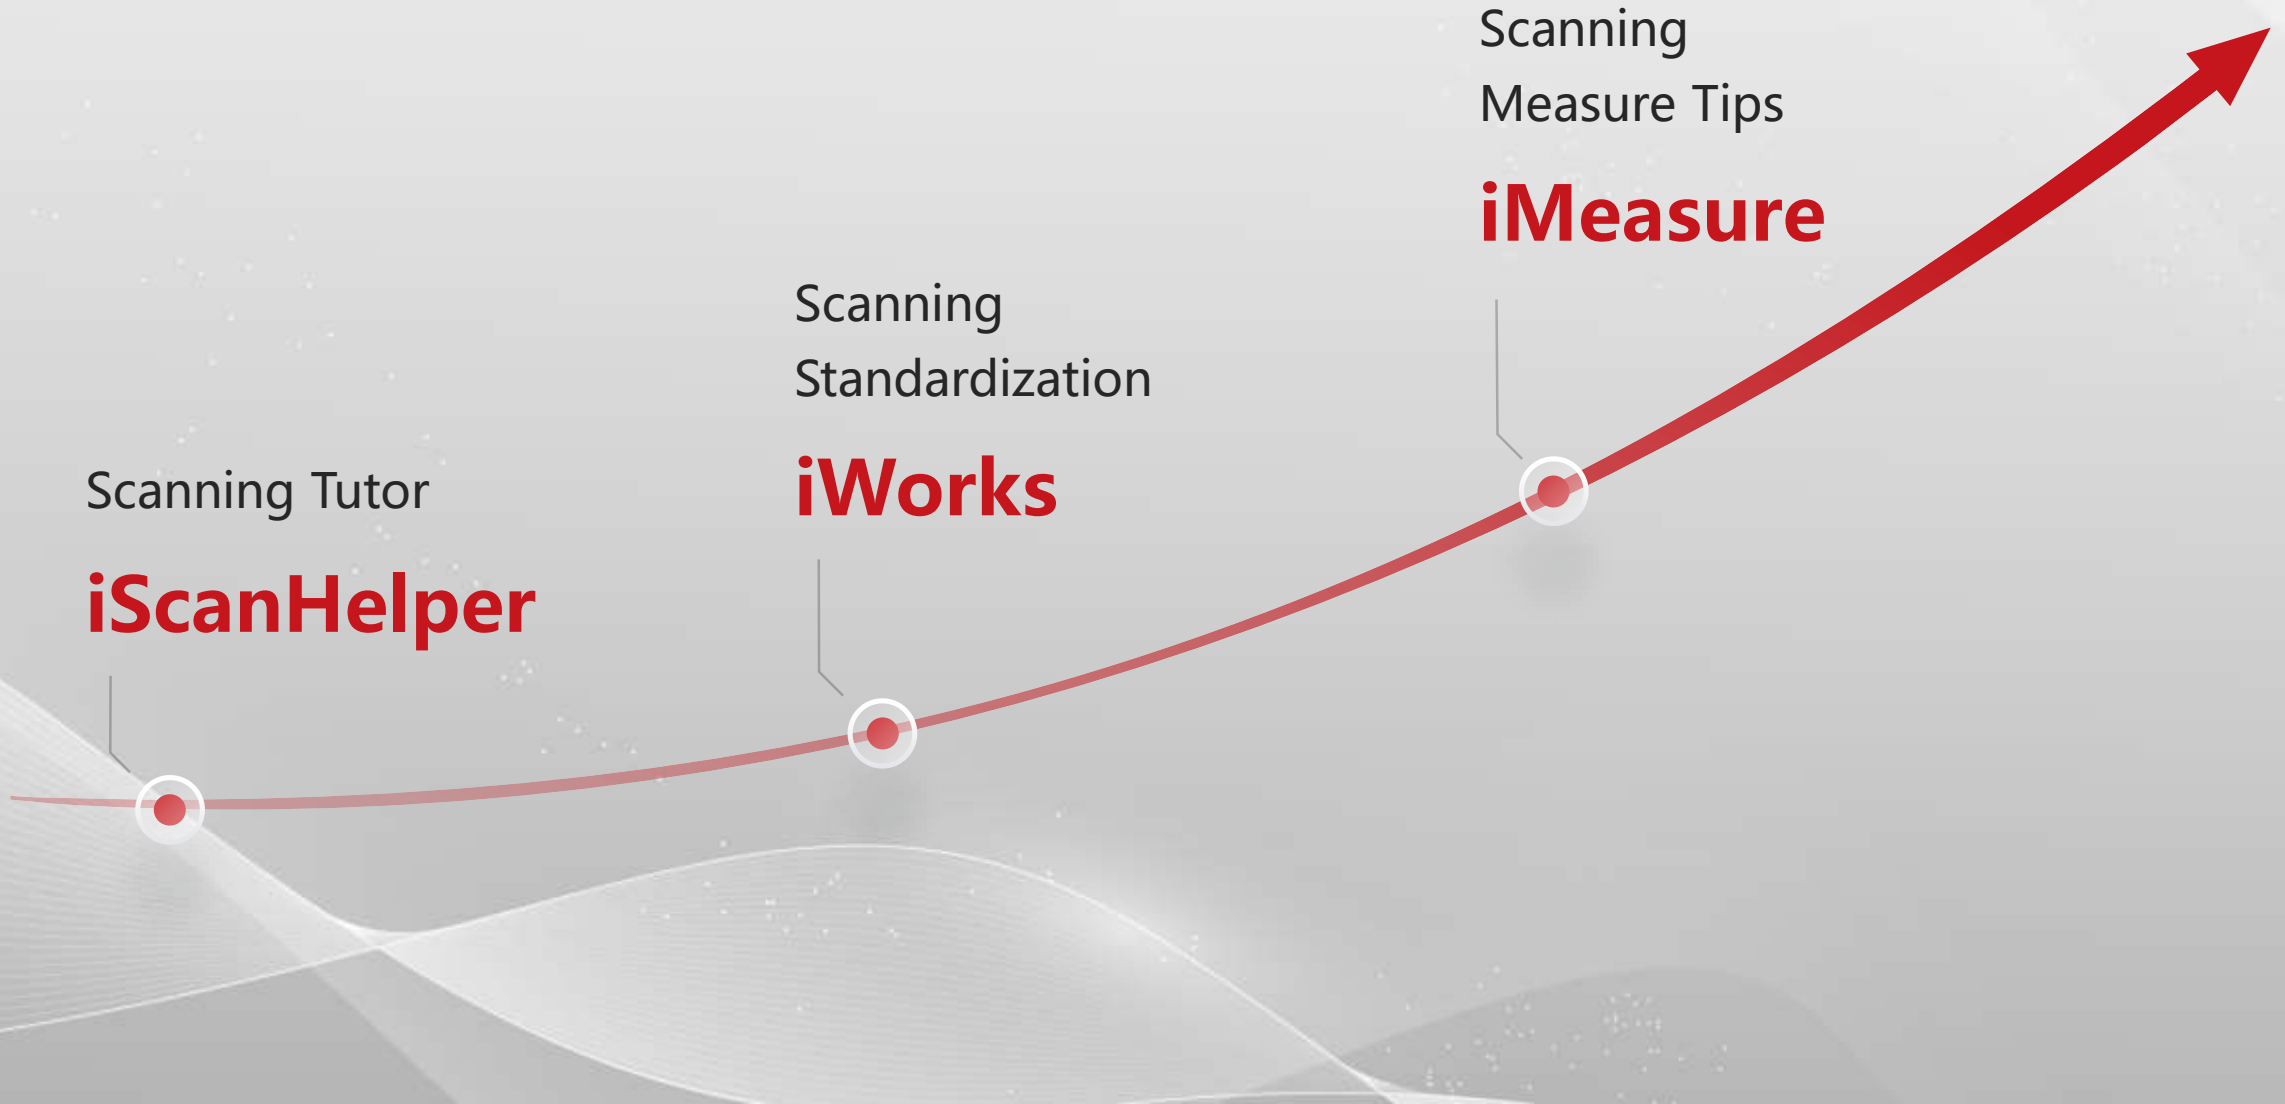 Scanning Tutor
iScanHelper
Scanning
Standardization
iWorks
Scanning
Measure Tips
iMeasure